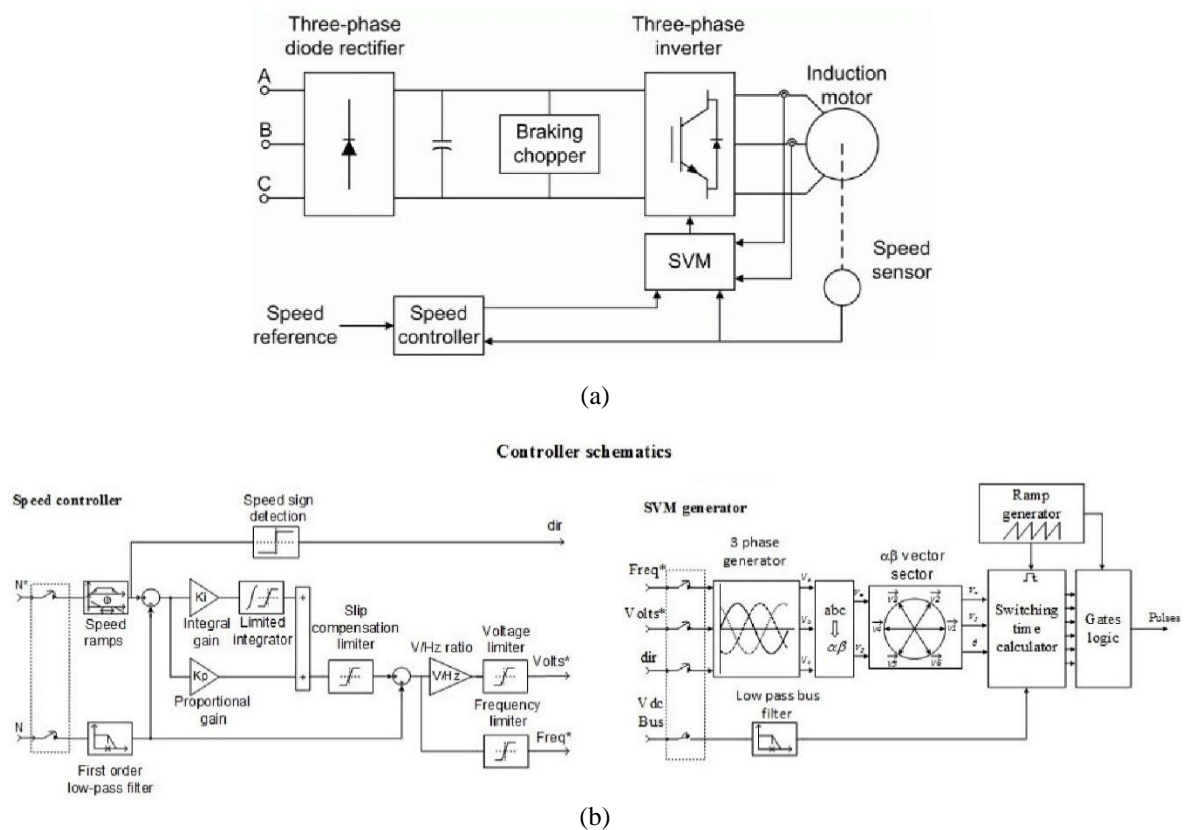 Three-phase
diode rectifier
Three-phase
inverter
Induction
motor
A
B
C
Braking
chopper
SVM
Speed
sensor
Speed
reference
Speed
controller
(a)
Controller schematics
Speed controller
Speed sign
detection
dir
N*
Speed
ramps
Ki
Integral
gain
Limited
integrator
+
+
Slip
compensation
limiter
Kp
Proportional
gain
V/Hz ratio
V/Hz
Voltage
limiter
Volts*
Frequency
limiter
Freq*
N
First order
low-pass filter
SVM generator
Ramp
generator
3 phase
generator
αβ vector
sector
Freq*
Volts*
dir
V dc
Bus
abc
αβ
Low pass bus
filter
Switching
time
calculator
Gates
logic
Pulses
(b)